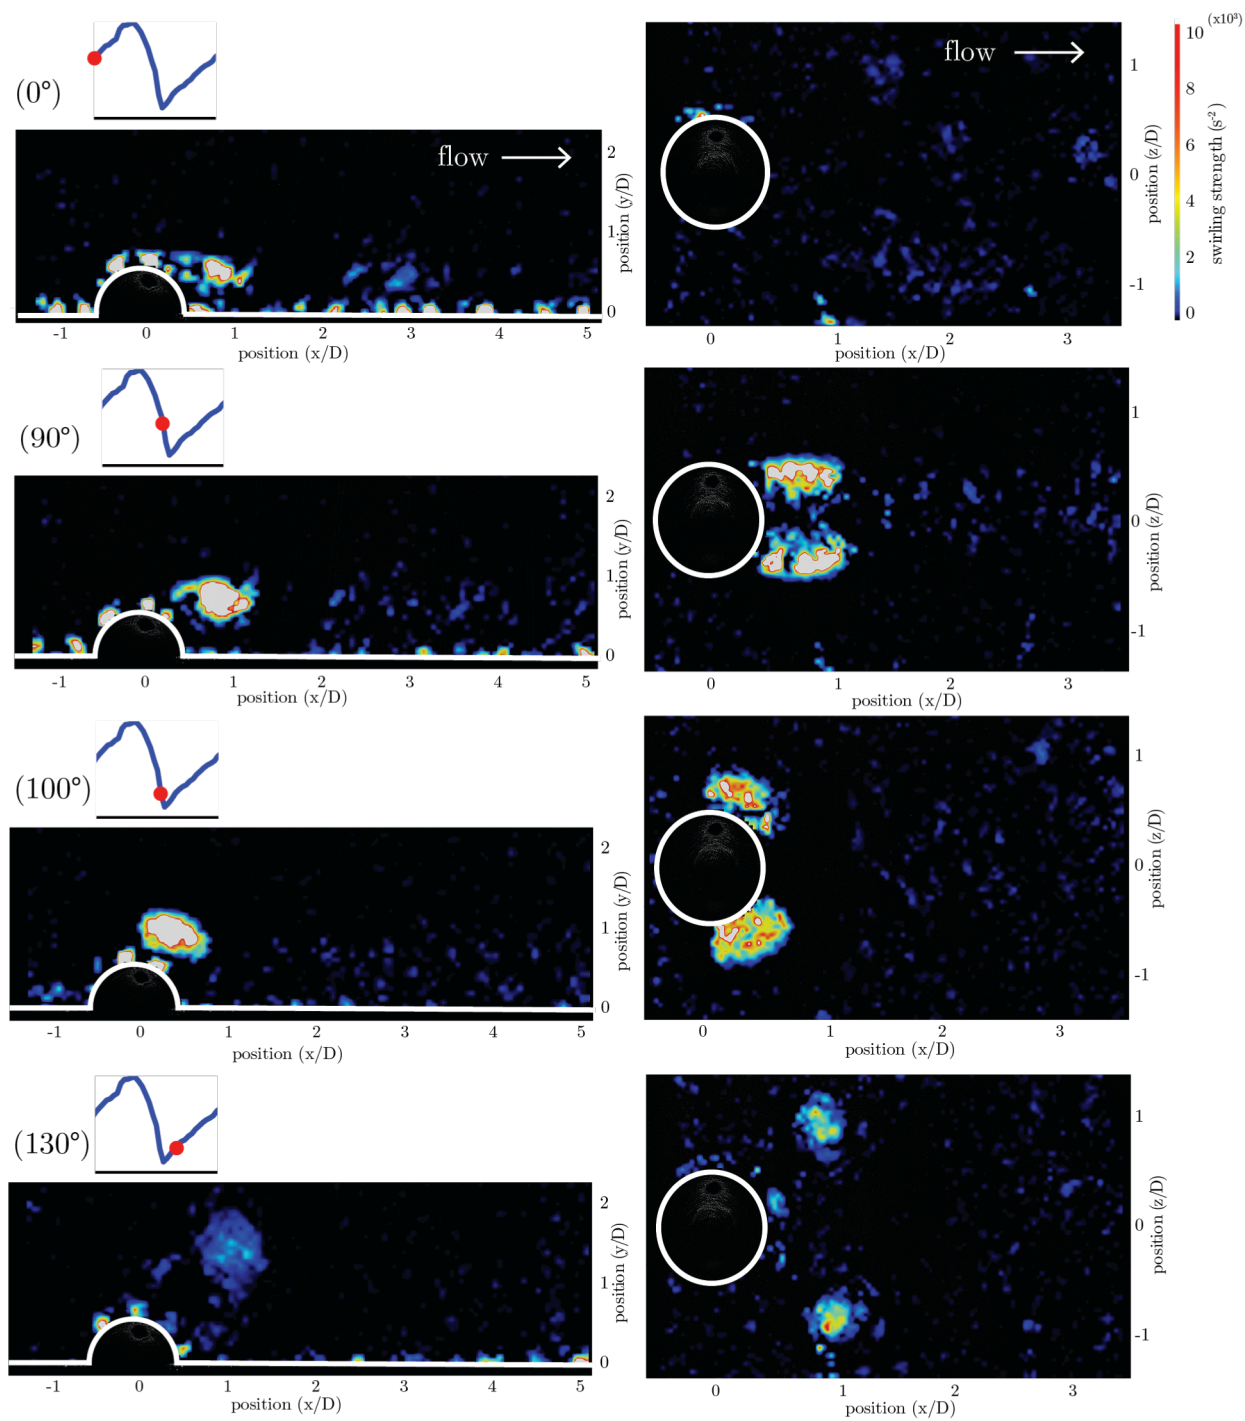 (0°)
flow
2
1
0
position (y/D)
-1 0 1 2 3 4 5
position (x/D)
flow
1
0
-1
position (z/D)
0 1 2 3
position (x/D)
10 (x10³)
8
6
4
2
0
swirling strength (s⁻²)
(90°)
2
1
0
position (y/D)
-1 0 1 2 3 4 5
position (x/D)
1
0
-1
position (z/D)
0 1 2 3
position (x/D)
(100°)
2
1
0
position (y/D)
-1 0 1 2 3 4 5
position (x/D)
1
0
-1
position (z/D)
0 1 2 3
position (x/D)
(130°)
2
1
0
position (y/D)
-1 0 1 2 3 4 5
position (x/D)
1
0
-1
position (z/D)
0 1 2 3
position (x/D)